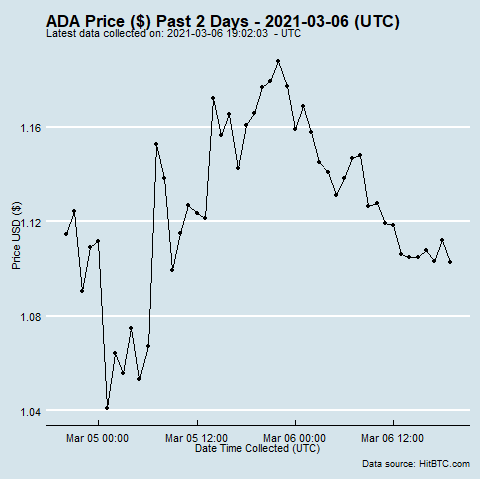 ADA Price ($) Past 2 Days - 2021-03-06 (UTC)
Latest data collected on: 2021-03-06 19:02:03 - UTC
1.16
1.12
1.08
1.04
Price USD ($)
Mar 05 00:00 Mar 05 12:00 Mar 06 00:00 Mar 06 12:00
Date Time Collected (UTC)
Data source: HitBTC.com